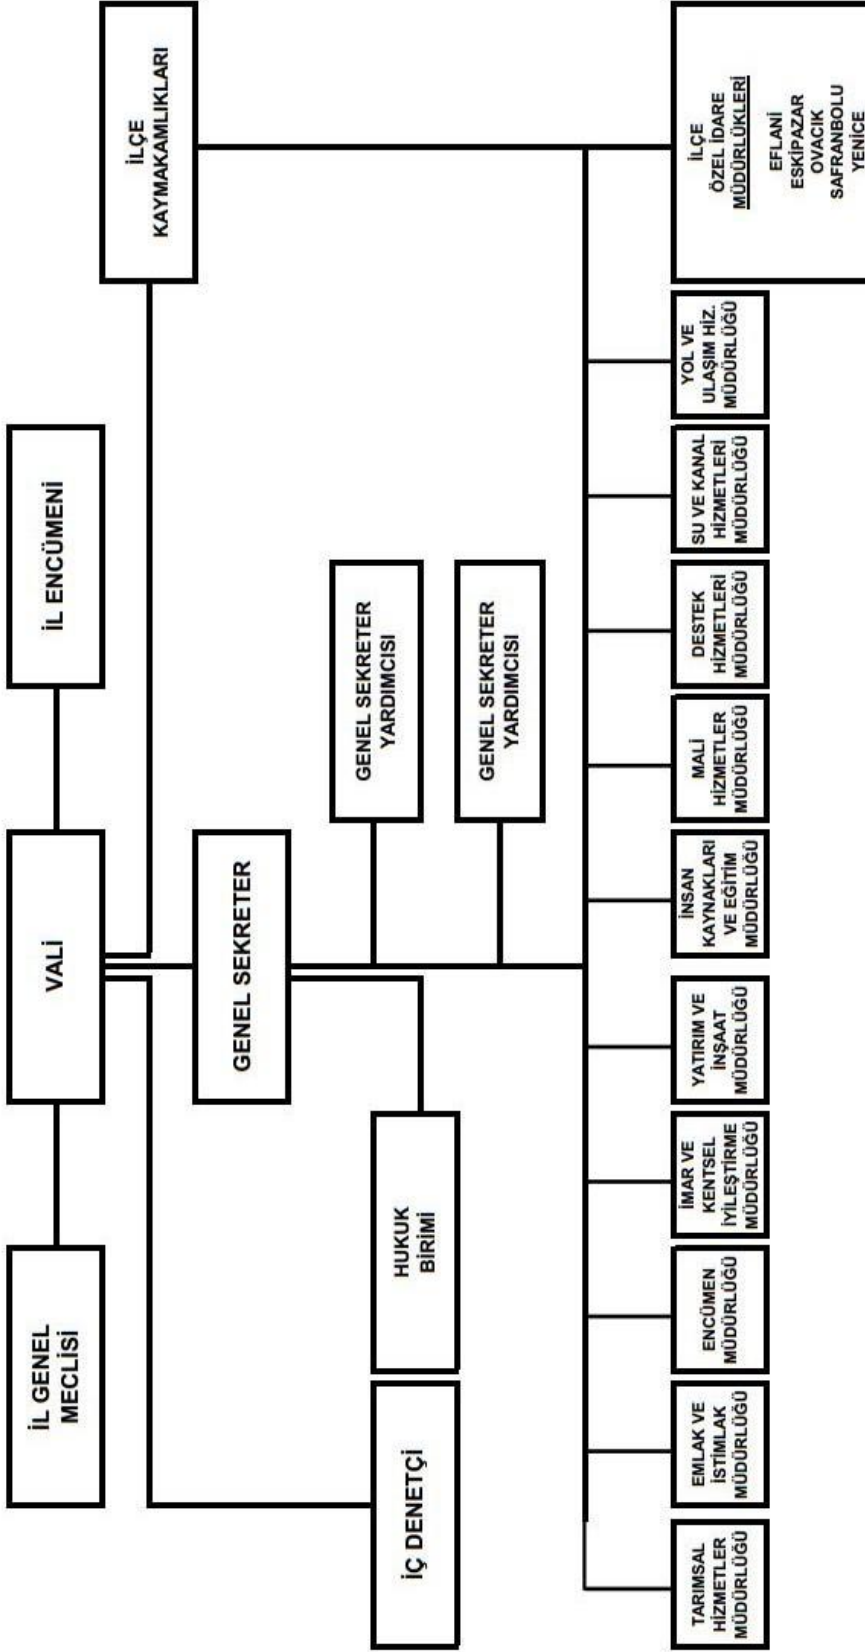 İL GENEL
MECLİSİ
VALİ
İL ENCÜMENİ
İLÇE
KAYMAKAMLIKLARI
GENEL SEKRETER
GENEL SEKRETER
YARDIMCISI
GENEL SEKRETER
YARDIMCISI
İÇ DENETÇİ
HUKUK
BİRİMİ
TARIMSAL
HİZMETLER
MÜDÜRLÜĞÜ
EMLAK VE
İSTİMLAK
MÜDÜRLÜĞÜ
ENCÜMEN
MÜDÜRLÜĞÜ
İMAR VE
KENTSEL
İYİLEŞTİRME
MÜDÜRLÜĞÜ
YATIRIM VE
İNŞAAT
MÜDÜRLÜĞÜ
İNSAN
KAYNAKLARI
VE EĞİTİM
MÜDÜRLÜĞÜ
MALİ
HİZMETLER
MÜDÜRLÜĞÜ
DESTEK
HİZMETLERİ
MÜDÜRLÜĞÜ
SU VE KANAL
HİZMETLERİ
MÜDÜRLÜĞÜ
YOL VE
ULAŞIM HİZ.
MÜDÜRLÜĞÜ
İLÇE
ÖZEL İDARE
MÜDÜRLÜKLERİ
EFLANİ
ESKİPAZAR
OVACIK
SAFRANBOLU
YENİCE